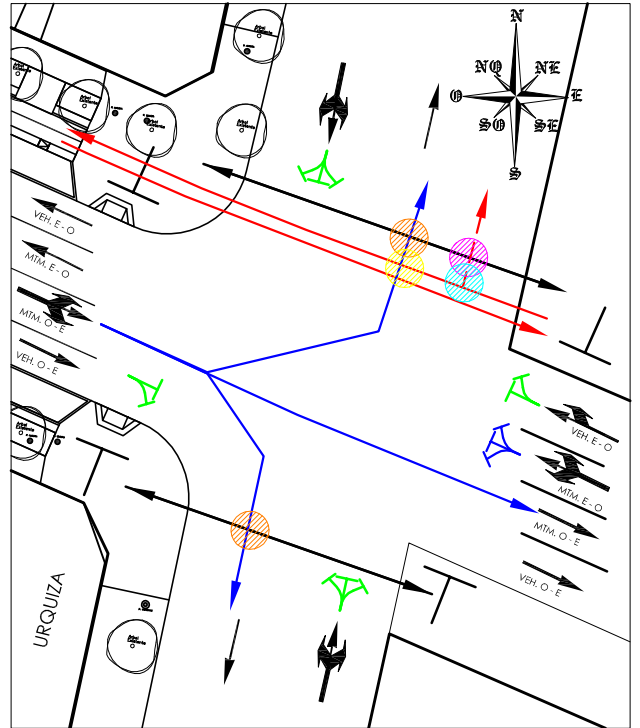 N
NO NE
O E
SO SE
S
VEH. E - O
MTM. E - O
MTM. O - E
VEH. O - E
VEH. E - O
MTM. E - O
MTM. O - E
VEH. O - E
URQUIZA